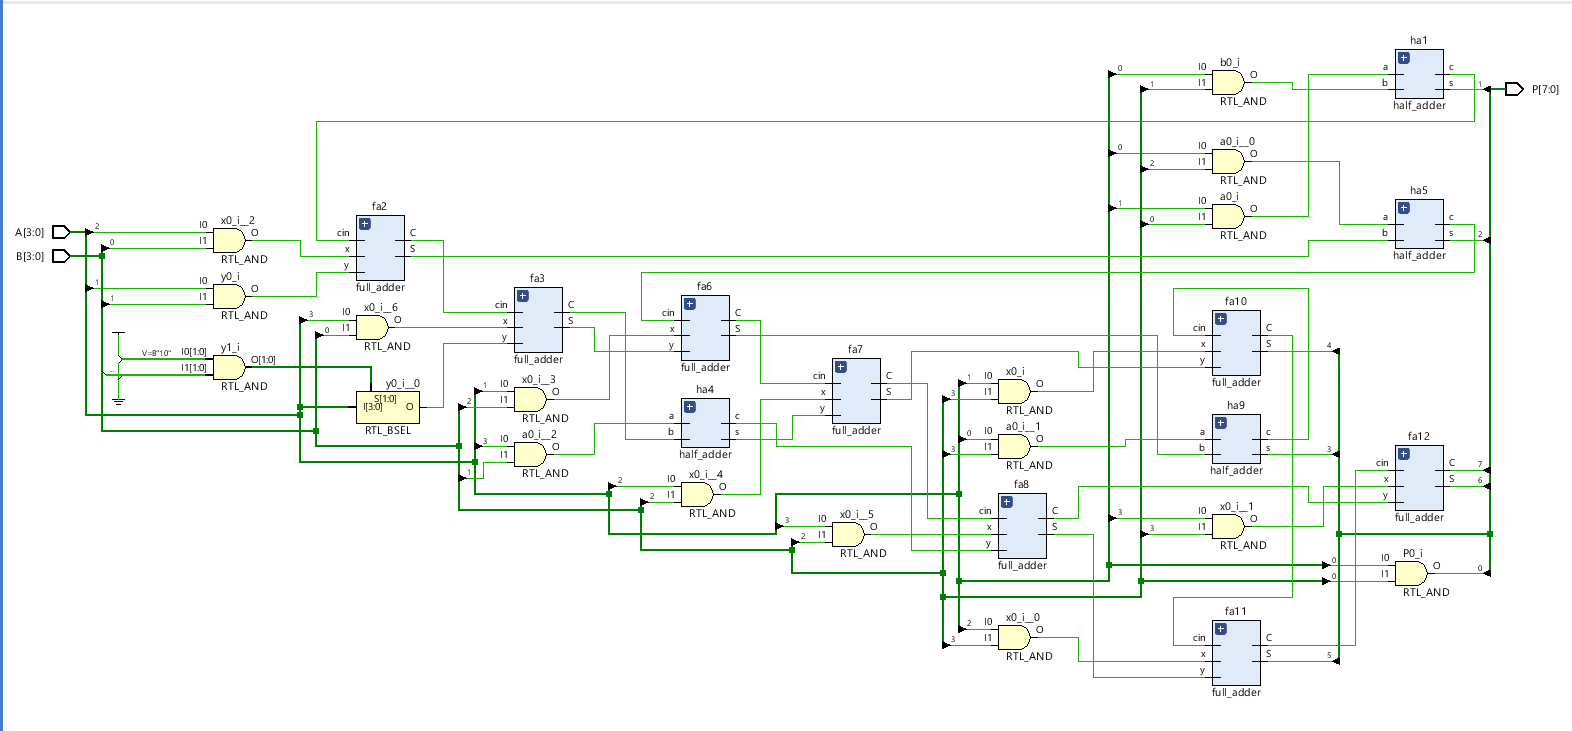 ha1
a c
b s
half_adder
b0_i
0 I0 O
1 I1
RTL_AND
1 P[7:0]
a0_i__0
0 I0 O
2 I1
RTL_AND
a0_i
1 I0 O
0 I1
RTL_AND
ha5
a c
b s 2
half_adder
A[3:0]
B[3:0]
x0_i__2
2 I0 O
0 I1
RTL_AND
y0_i
1 I0 O
1 I1
RTL_AND
fa2
cin C
x S
y
full_adder
x0_i__6
3 I0 O
0 I1
RTL_AND
y1_i
V=B"10" I0[1:0] O[1:0]
I1[1:0]
RTL_AND
y0_i__0
S[1:0]
I[3:0] O
RTL_BSEL
fa3
cin C
x S
y
full_adder
x0_i__3
1 I0 O
2 I1
RTL_AND
a0_i__2
3 I0 O
1 I1
RTL_AND
fa6
cin C
x S
y
full_adder
ha4
a c
b s
half_adder
x0_i__4
2 I0 O
2 I1
RTL_AND
fa7
cin C
x S
y
full_adder
x0_i__5
3 I0 O
2 I1
RTL_AND
x0_i
1 I0 O
3 I1
RTL_AND
a0_i__1
0 I0 O
3 I1
RTL_AND
fa8
cin C
x S
y
full_adder
x0_i__0
2 I0 O
3 I1
RTL_AND
fa10
cin C
x S 4
y
full_adder
ha9
a c
b s 3
half_adder
x0_i__1
3 I0 O
3 I1
RTL_AND
fa11
cin C
x S 5
y
full_adder
fa12
cin C 7
x S 6
y
full_adder
P0_i
0 I0 O 0
0 I1
RTL_AND